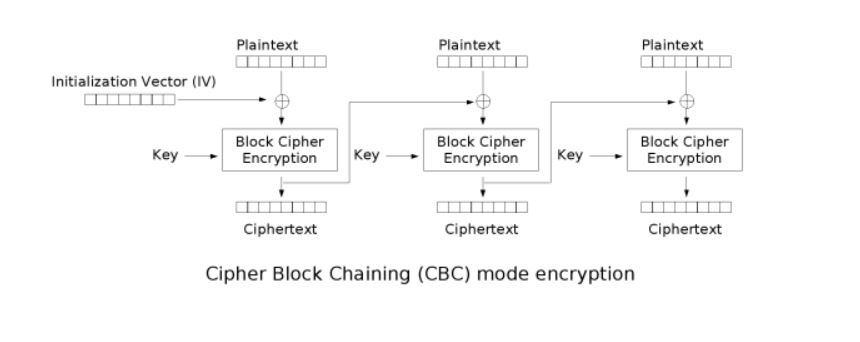 Plaintext
Plaintext
Plaintext
Initialization Vector (IV)
Key
Block Cipher
Encryption
Key
Block Cipher
Encryption
Key
Block Cipher
Encryption
Ciphertext
Ciphertext
Ciphertext
Cipher Block Chaining (CBC) mode encryption